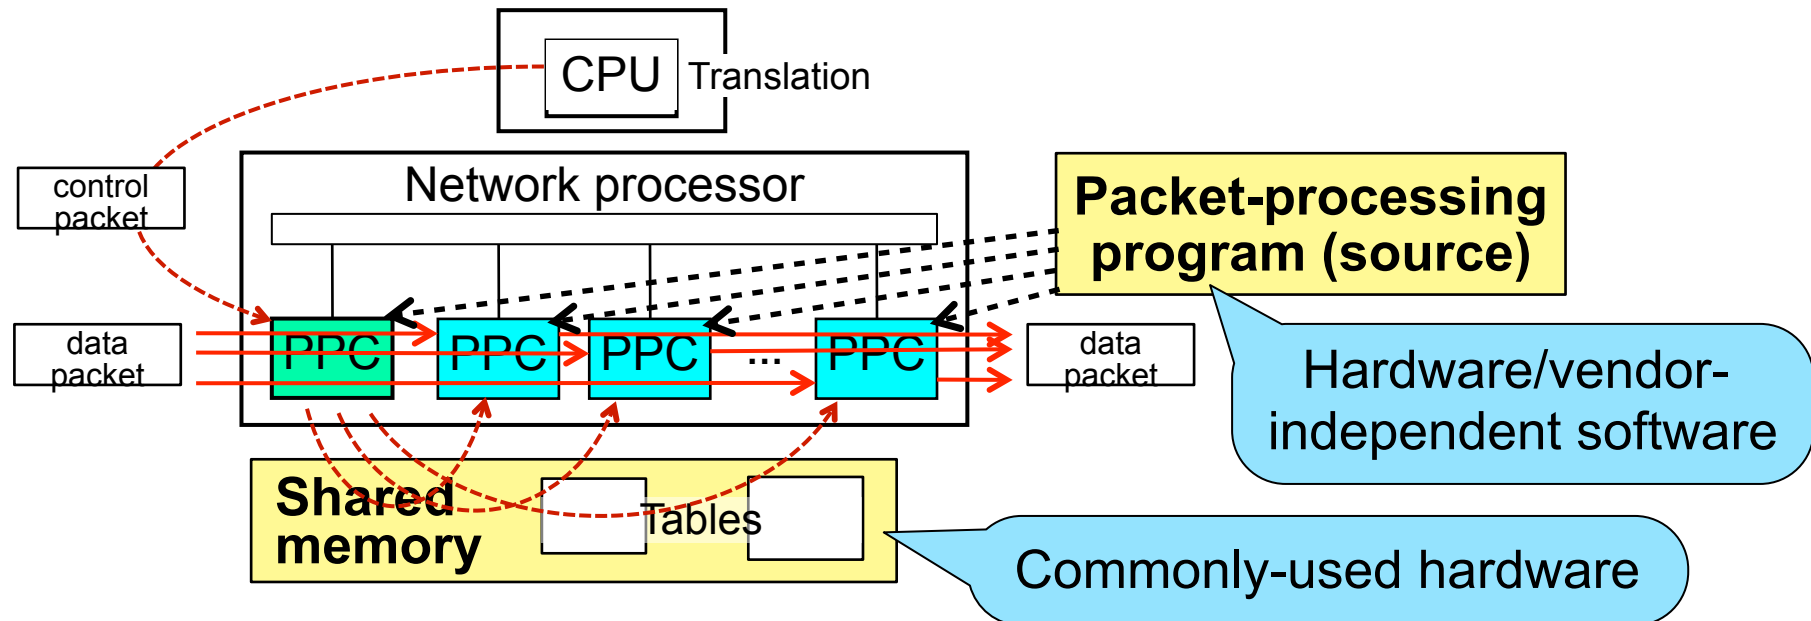 CPU
Translation
control
packet
Network processor
Packet-processing
program (source)
data
packet
PPC
PPC
PPC
...
PPC
data
packet
Hardware/vendor-
independent software
Shared
memory
Tables
Commonly-used hardware